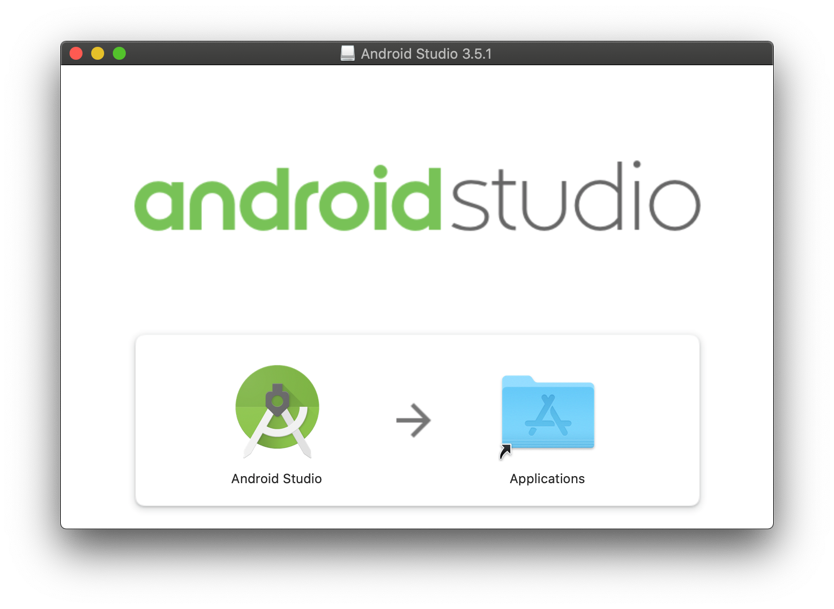 Android Studio 3.5.1
androidstudio
Android Studio
Applications